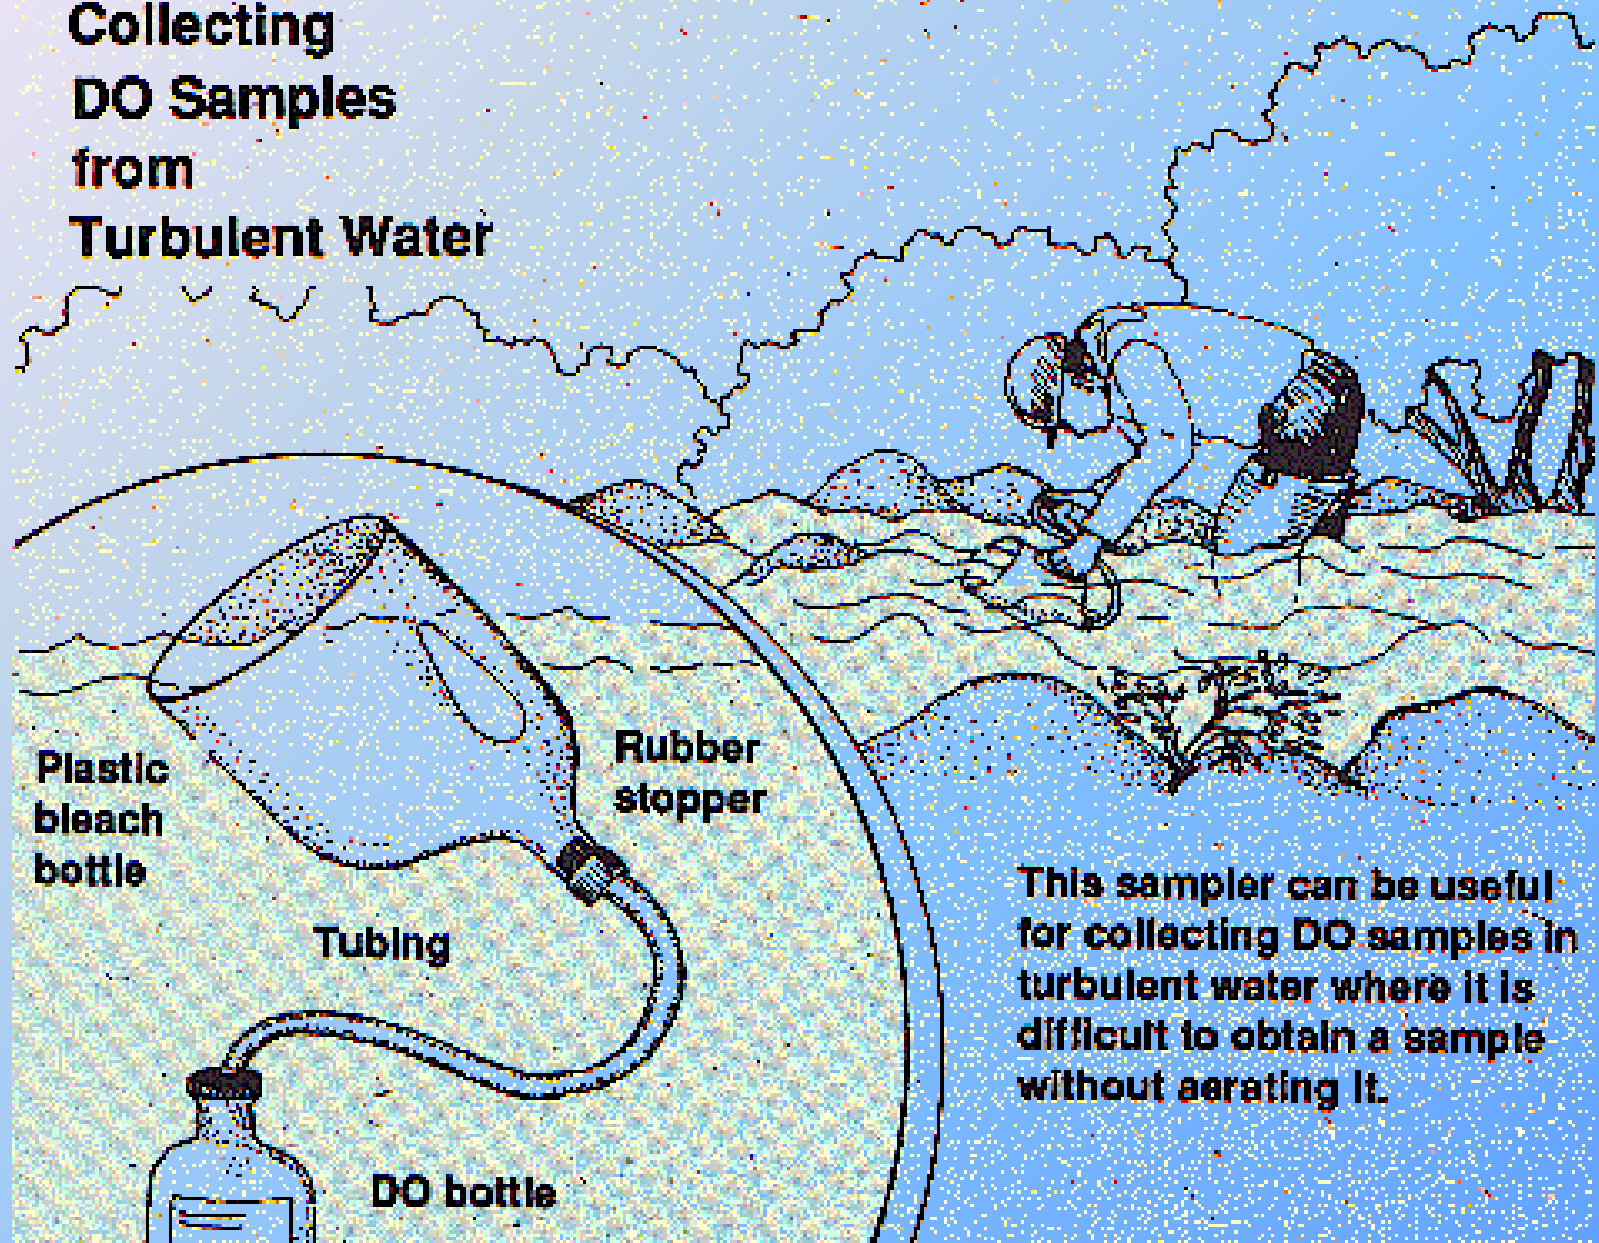 Collecting
DO Samples
from
Turbulent Water
Plastic
bleach
bottle
Rubber
stopper
Tubing
DO bottle
This sampler can be useful
for collecting DO samples in
turbulent water where it is
difficult to obtain a sample
without aerating it.